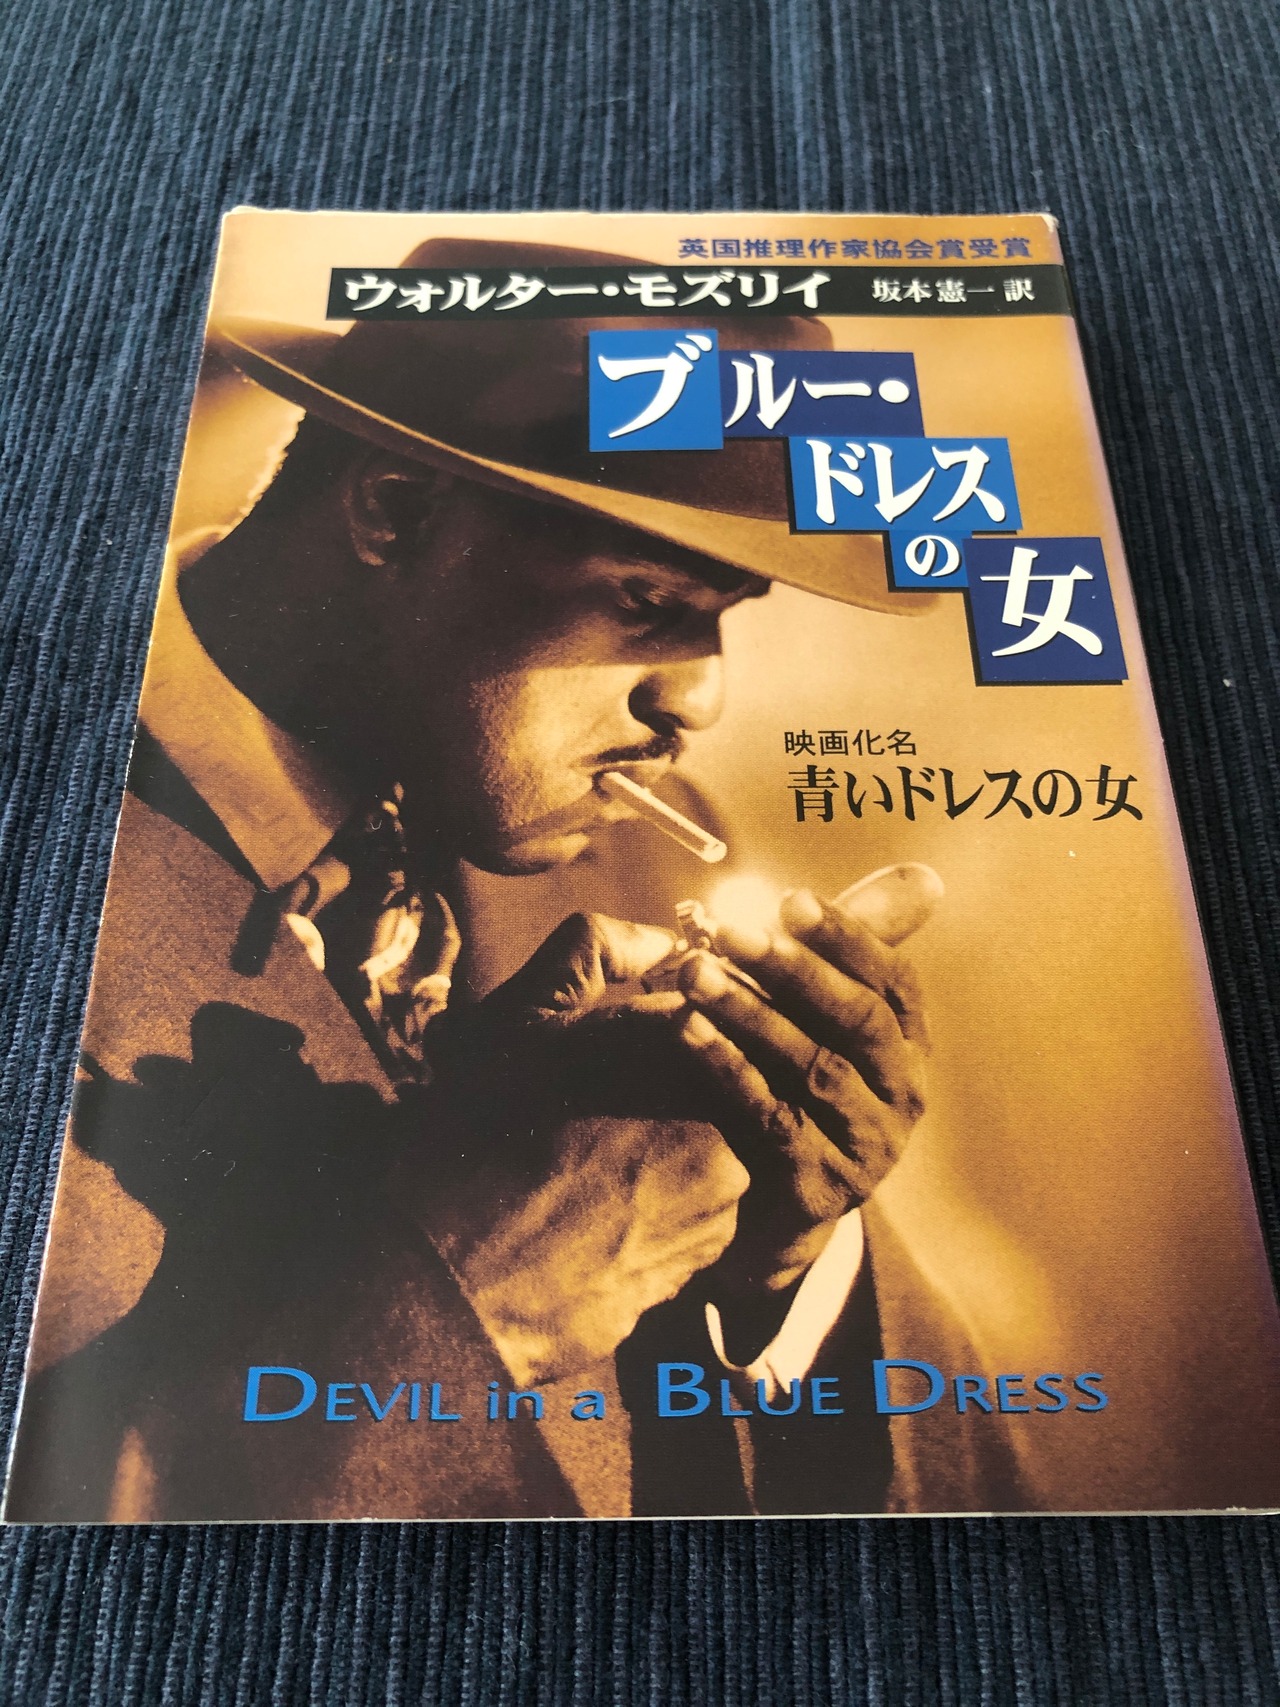 英国推理作家協会賞受賞
ウォルター・モズリイ 坂本憲一 訳
ブルー・
ドレス
の
女
映画化名
青いドレスの女
DEVIL in a BLUE DRESS